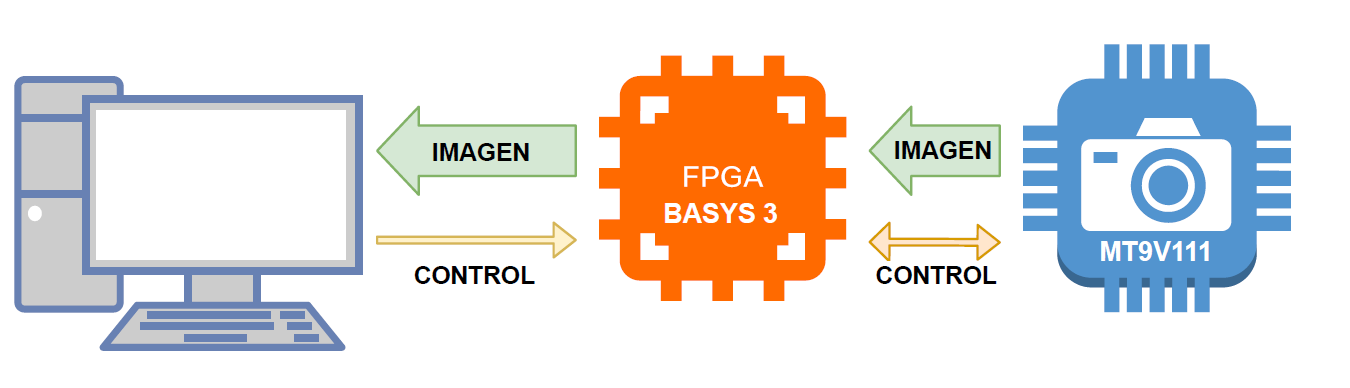 IMAGEN
CONTROL
FPGA
BASYS 3
IMAGEN
CONTROL
MT9V111